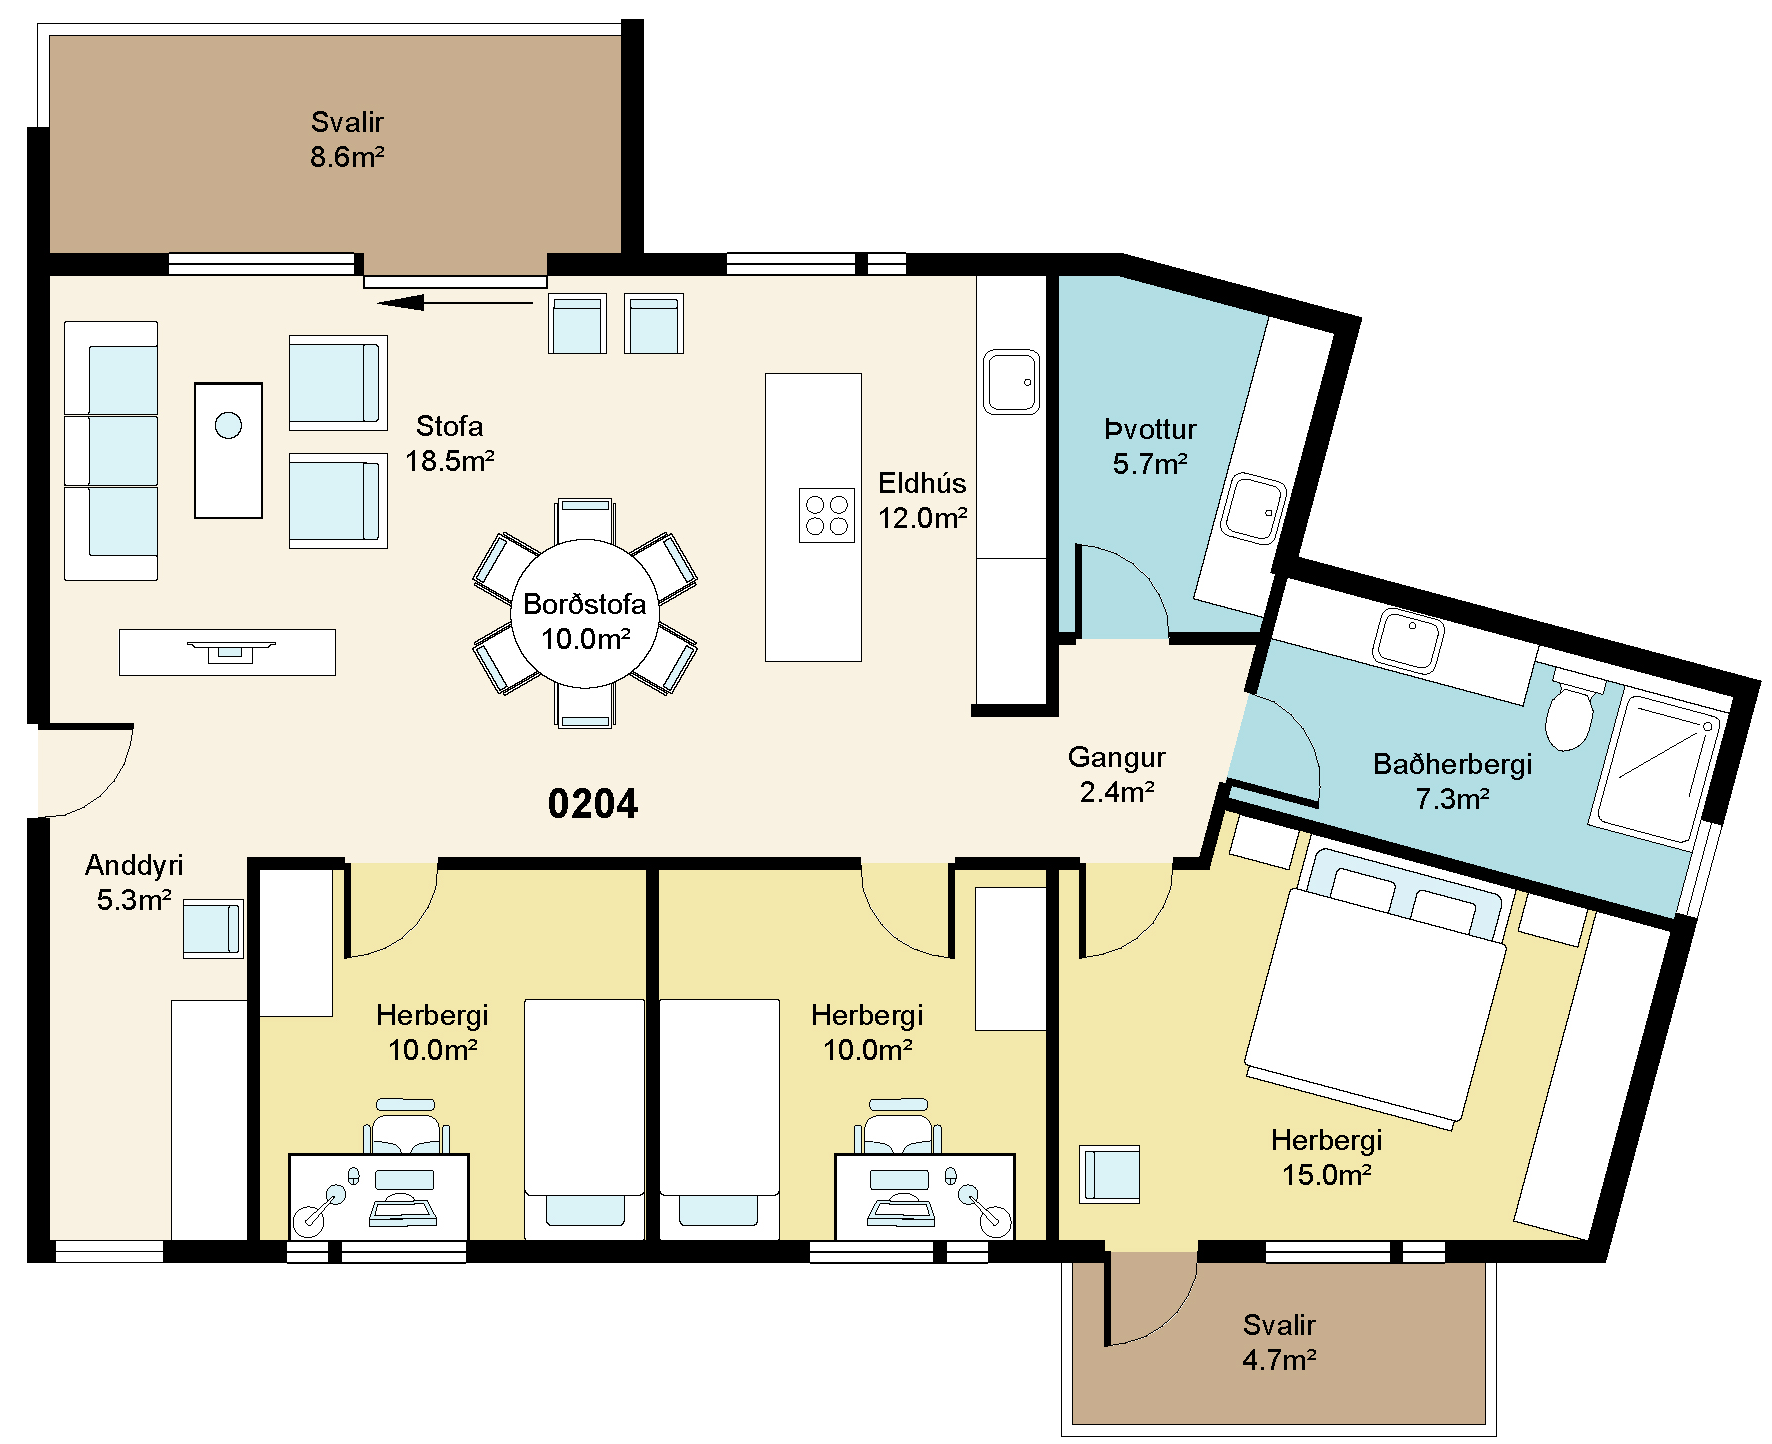 Svalir
8.6m²
Stofa
18.5m²
Eldhús
12.0m²
Þvottur
5.7m²
Borðstofa
10.0m²
Gangur
2.4m²
Baðherbergi
7.3m²
0204
Anddyri
5.3m²
Herbergi
10.0m²
Herbergi
10.0m²
Herbergi
15.0m²
Svalir
4.7m²